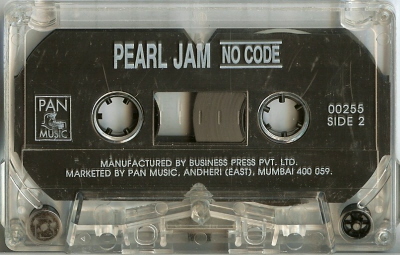 PEARL JAM NO CODE
PAN
MUSIC
00255
SIDE 2
MANUFACTURED BY BUSINESS PRESS PVT. LTD.
MARKETED BY PAN MUSIC, ANDHERI (EAST), MUMBAI 400 059.